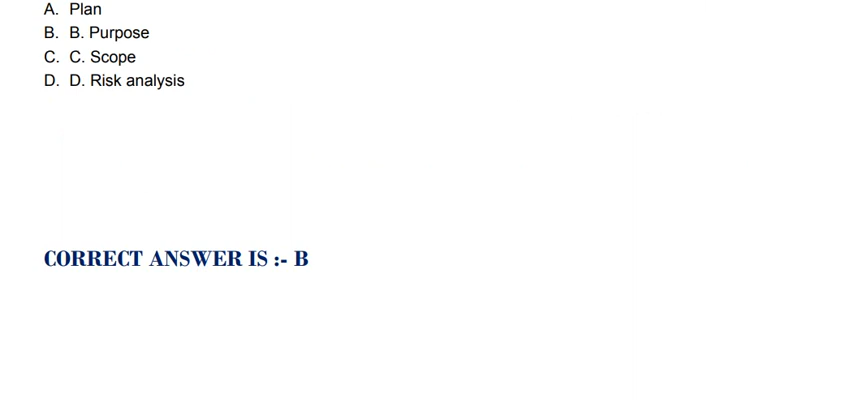 A. Plan
B. B. Purpose
C. C. Scope
D. D. Risk analysis
CORRECT ANSWER IS :- B